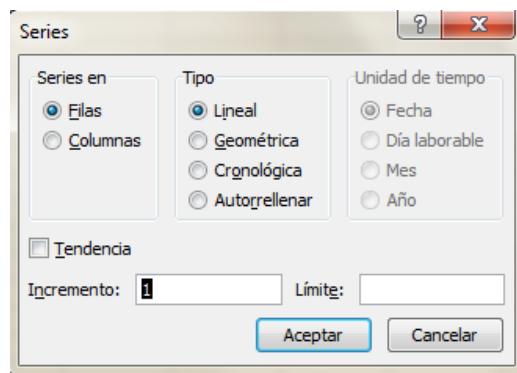 Series
? X
Series en
Filas
Columnas
Tipo
Lineal
Geométrica
Cronológica
Autorrellenar
Unidad de tiempo
Fecha
Día laborable
Mes
Año
Tendencia
Incremento: 1
Límite:
Aceptar
Cancelar